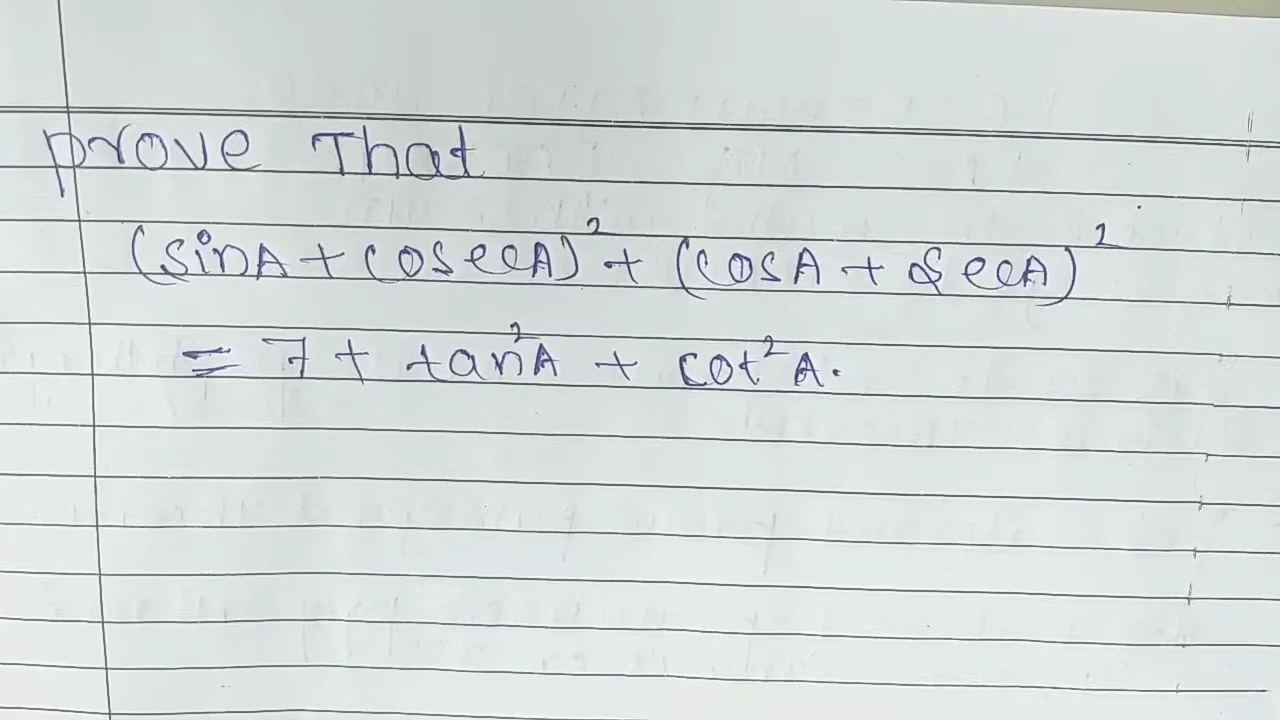 Prove That
(sinA + cosecA)² + (cosA + secA)²
= 7 + tan²A + cot²A.